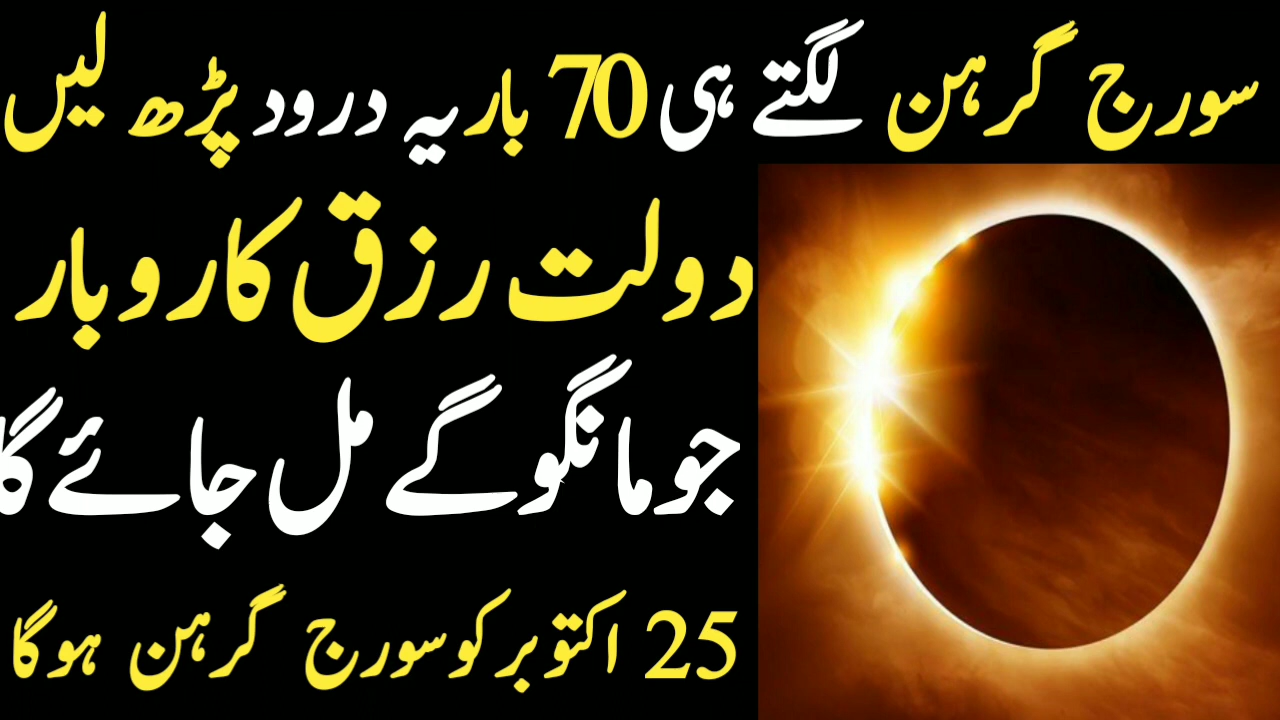 سورج گرہن لگتے ہی 70 بار یہ درود پڑھ لیں
دولت رزق کاروبار
جو مانگو گے مل جائے گا
25 اکتوبر کو سورج گرہن ہوگا